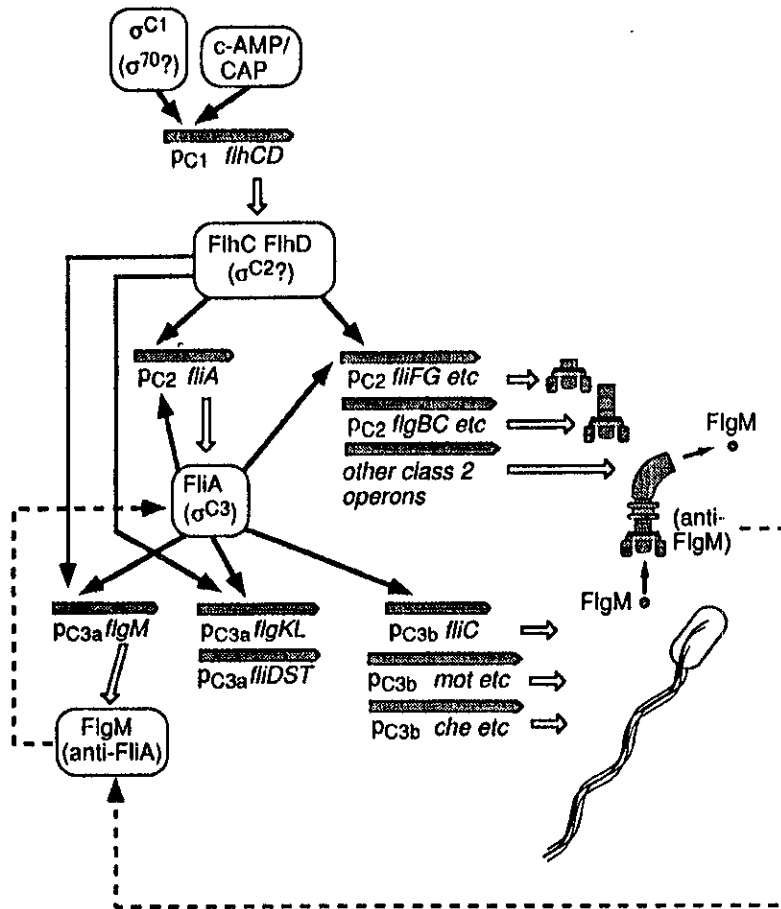 σC1
(σ70?)
c-AMP/
CAP
pC1 flhCD
FlhC FlhD
(σC2?)
pC2 fliA
pC2 fliFG etc
pC2 flgBC etc
other class 2
operons
FlgM
FliA
(σC3)
(anti-
FlgM)
FlgM
pC3a flgM
pC3a flgKL
pC3a fliDST
pC3b fliC
pC3b mot etc
pC3b che etc
FlgM
(anti-FliA)